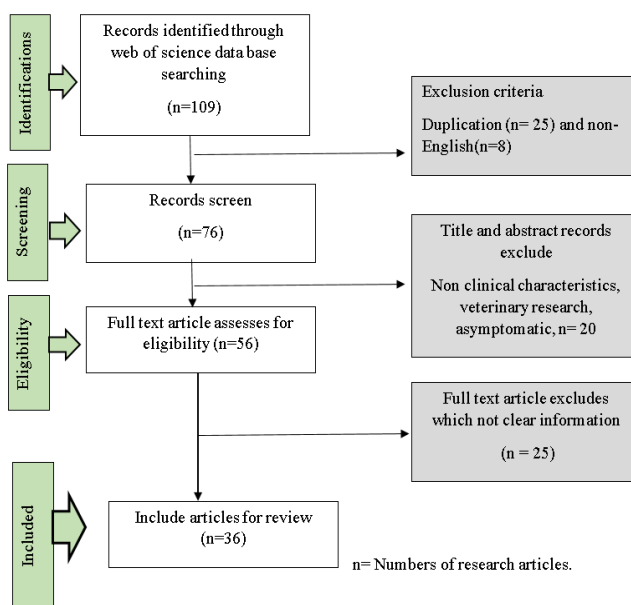 Identifications
Records identified through
web of science data base
searching
(n=109)
Exclusion criteria
Duplication (n= 25) and non-
English(n=8)
Screening
Records screen
(n=76)
Title and abstract records
exclude
Non clinical characteristics,
veterinary research,
asymptomatic, n= 20
Eligibility
Full text article assesses for
eligibility (n=56)
Full text article excludes
which not clear information
(n = 25)
Included
Include articles for review
(n=36)
n= Numbers of research articles.